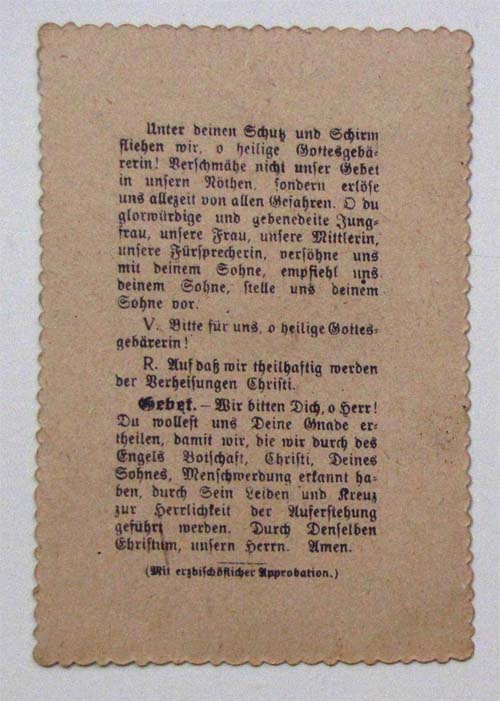 Unter deinen Schutz und Schirm
fliehen wir, o heilige Gottesgebä-
rerin! Verschmähe nicht unser Gebet
in unsern Nöthen, sondern erlöse
uns allezeit von allen Gefahren. O du
glorwürdige und gebenedeite Jung-
frau, unsere Frau, unsere Mittlerin,
unsere Fürsprecherin, versöhne uns
mit deinem Sohne, empfiehl uns
deinem Sohne, stelle uns deinem
Sohne vor.
V. Bitte für uns, o heilige Gottes-
gebärerin!
R. Auf daß wir theilhaftig werden
der Verheisungen Christi.
Gebet. – Wir bitten Dich, o Herr!
Du wollest uns Deine Gnade er-
theilen, damit wir, die wir durch des
Engels Botschaft, Christi, Deines
Sohnes, Menschwerdung erkannt ha-
ben, durch Sein Leiden und Kreuz
zur Herrlichkeit der Auferstehung
geführt werden. Durch Denselben
Christum, unsern Herrn. Amen.
(Mit erzbischöflicher Approbation.)